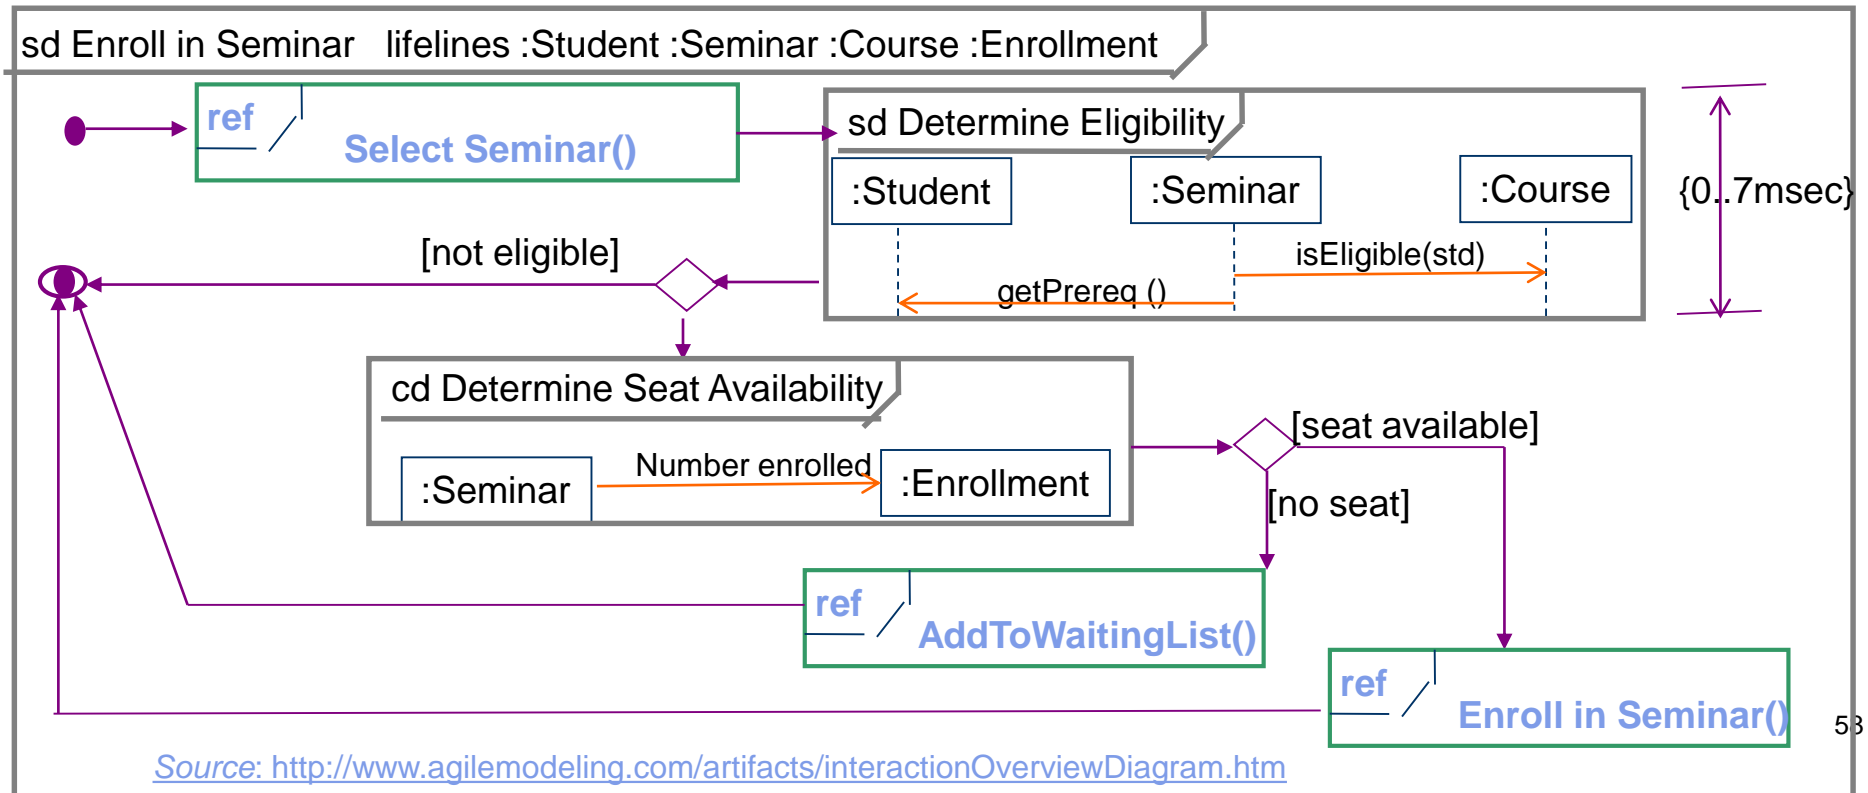 sd Enroll in Seminar lifelines :Student :Seminar :Course :Enrollment
ref
Select Seminar()
sd Determine Eligibility
:Student
:Seminar
:Course
{0..7msec}
isEligible(std)
getPrereq ()
[not eligible]
cd Determine Seat Availability
:Seminar
Number enrolled
:Enrollment
[seat available]
[no seat]
ref
AddToWaitingList()
ref
Enroll in Seminar()
Source: http://www.agilemodeling.com/artifacts/interactionOverviewDiagram.htm